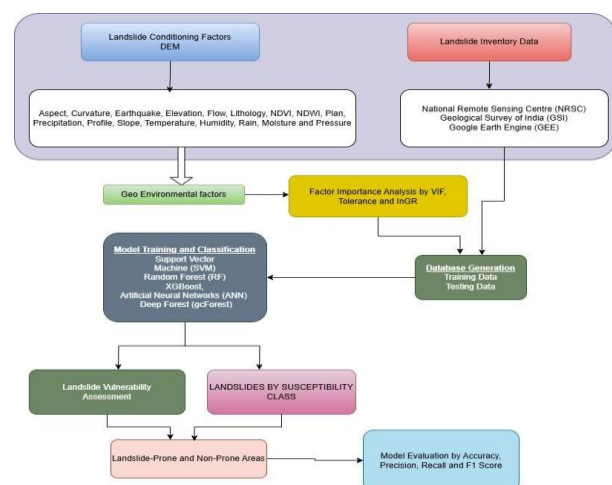 Landslide Conditioning Factors
DEM
Landslide Inventory Data
Aspect, Curvature, Earthquake, Elevation, Flow, Lithology, NDVI, NDWI, Plan,
Precipitation, Profile, Slope, Temperature, Humidity, Rain, Moisture and Pressure
National Remote Sensing Centre (NRSC)
Geological Survey of India (GSI)
Google Earth Engine (GEE)
Geo Environmental factors
Factor Importance Analysis by VIF,
Tolerance and InGR
Model Training and Classification
Support Vector
Machine (SVM)
Random Forest (RF)
XGBoost,
Artificial Neural Networks (ANN)
Deep Forest (gcForest)
Database Generation
Training Data
Testing Data
Landslide Vulnerability
Assessment
LANDSLIDES BY SUSCEPTIBILITY
CLASS
Landslide-Prone and Non-Prone Areas
Model Evaluation by Accuracy,
Precision, Recall and F1 Score